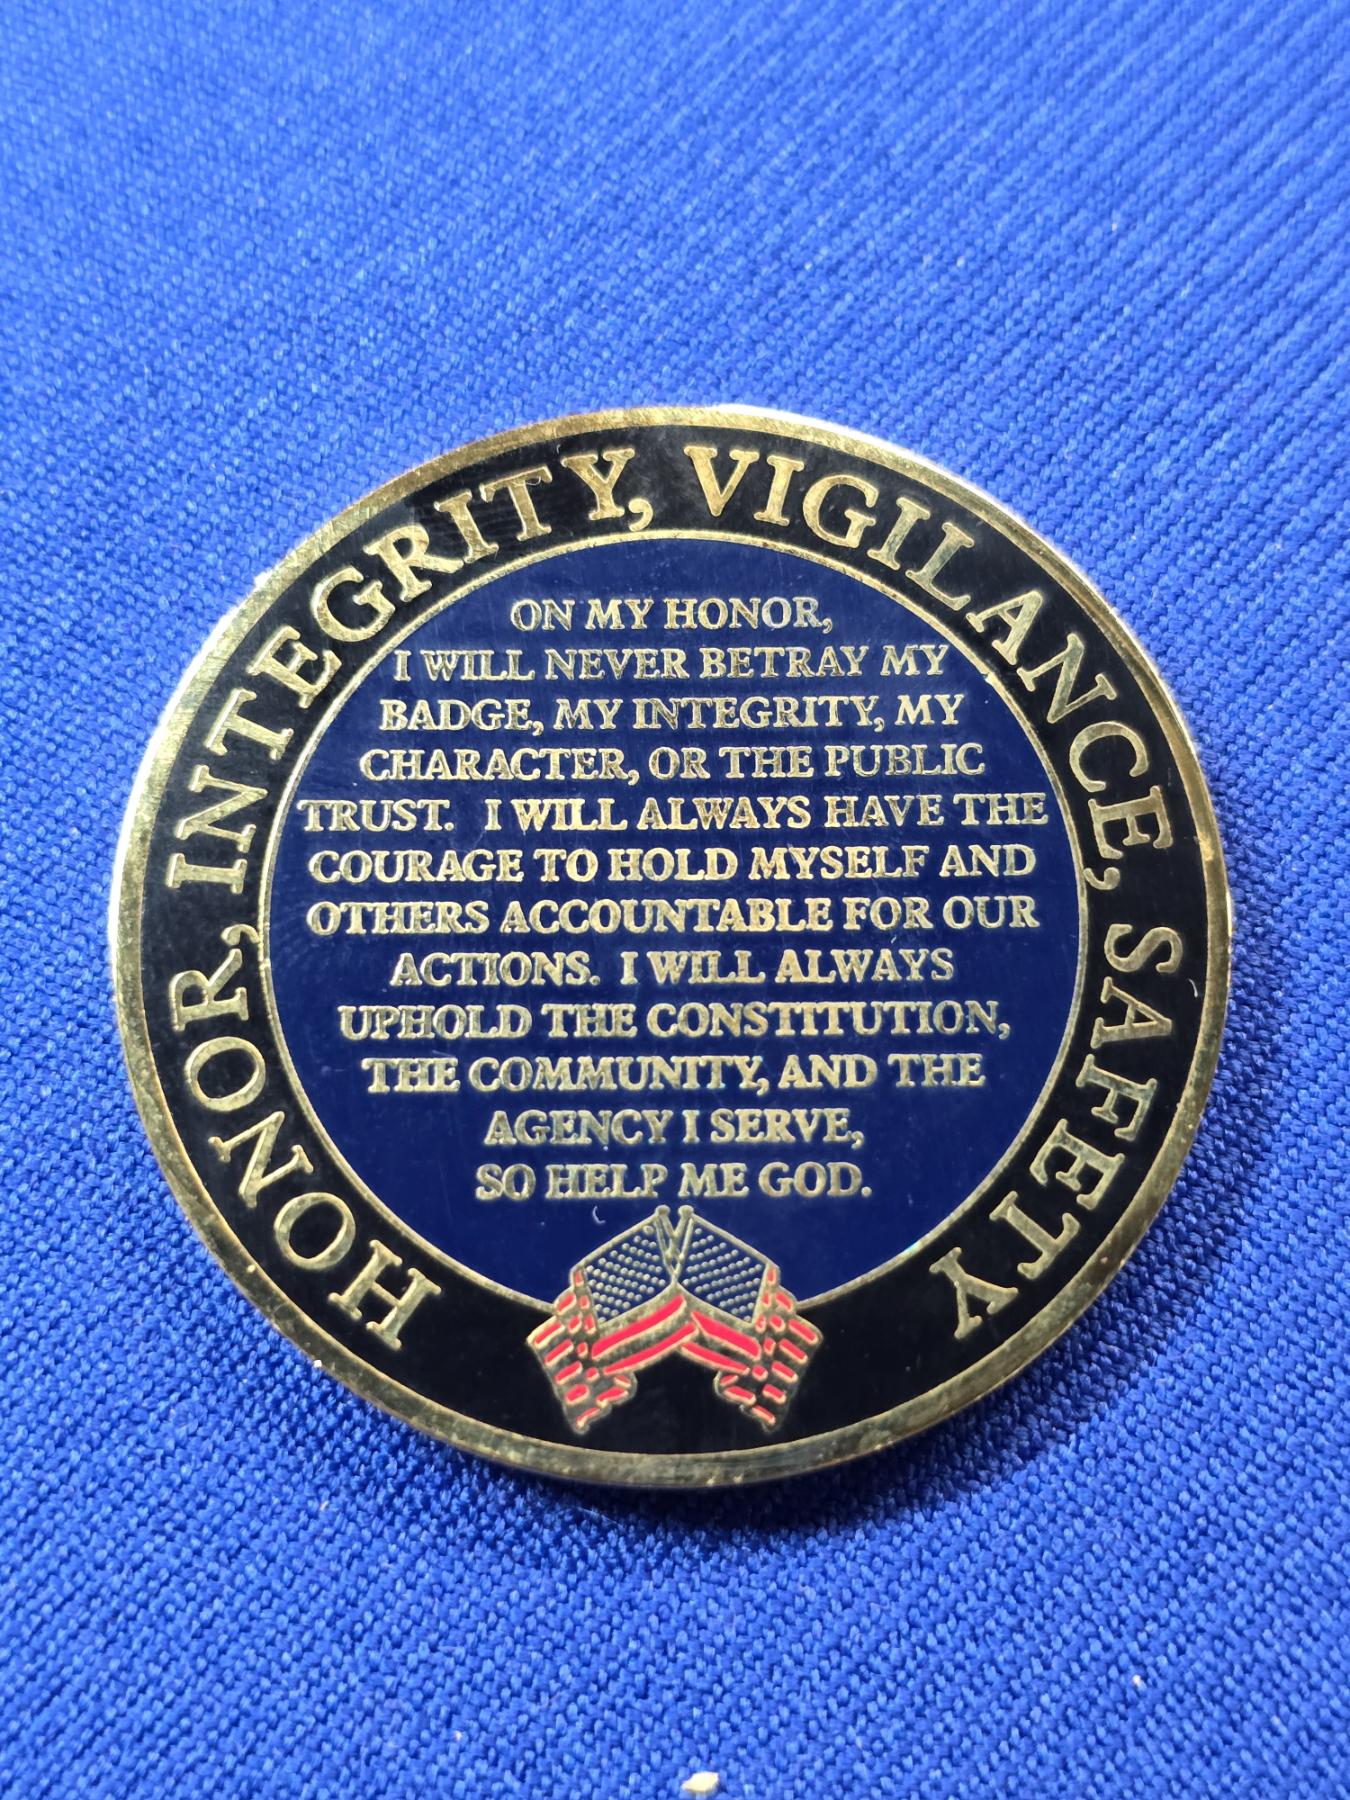 HONOR, INTEGRITY, VIGILANCE, SAFETY
ON MY HONOR,
I WILL NEVER BETRAY MY
BADGE, MY INTEGRITY, MY
CHARACTER, OR THE PUBLIC
TRUST. I WILL ALWAYS HAVE THE
COURAGE TO HOLD MYSELF AND
OTHERS ACCOUNTABLE FOR OUR
ACTIONS. I WILL ALWAYS
UPHOLD THE CONSTITUTION,
THE COMMUNITY, AND THE
AGENCY I SERVE,
SO HELP ME GOD.